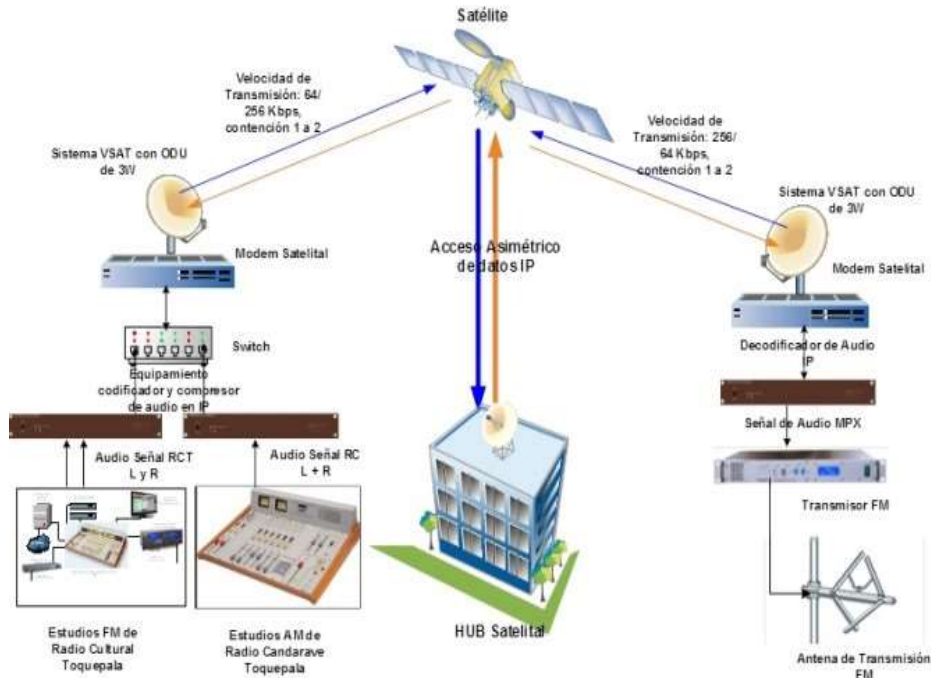 Satélite
Velocidad de
Transmisión: 64/
256 Kbps,
contención 1 a 2
Velocidad de
Transmisión: 256/
64 Kbps,
contención 1 a 2
Sistema VSAT con ODU
de 3W
Sistema VSAT con ODU
de 3W
Modem Satelital
Acceso Asimétrico
de datos IP
Modem Satelital
Switch
Decodificador de Audio
IP
Equipamiento
codificador y compresor
de audio en IP
Señal de Audio MPX
Audio Señal RCT
L y R
Audio Señal RC
L + R
Transmisor FM
HUB Satelital
Estudios FM de
Radio Cultural
Toquepala
Estudios AM de
Radio Candarave
Toquepala
Antena de Transmisión
FM